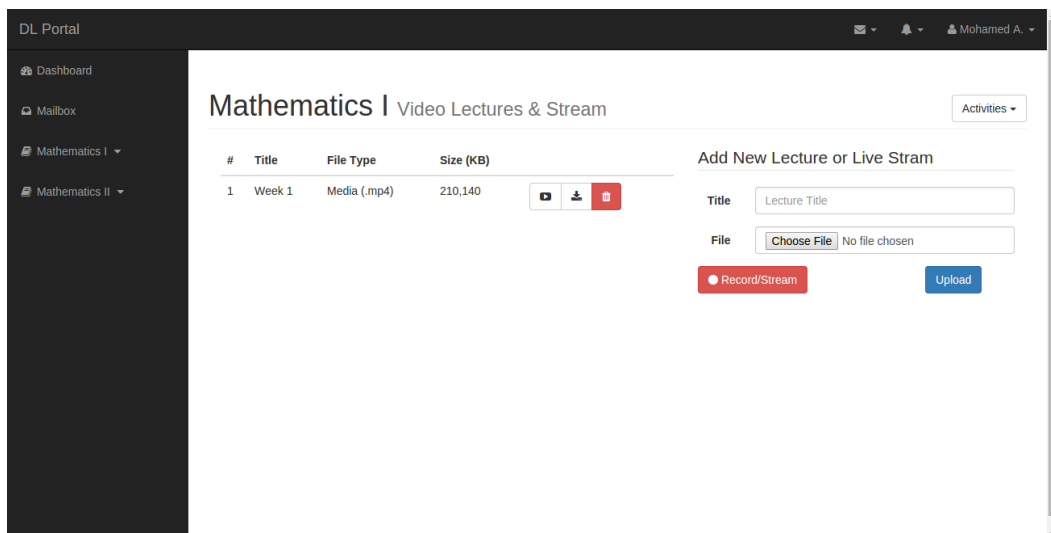 DL Portal
Mohamed A.
Dashboard
Mailbox
Mathematics I
Mathematics II
Mathematics I Video Lectures & Stream
Activities
# Title File Type Size (KB)
1 Week 1 Media (.mp4) 210,140
Add New Lecture or Live Stram
Title Lecture Title
File Choose File No file chosen
Record/Stream Upload